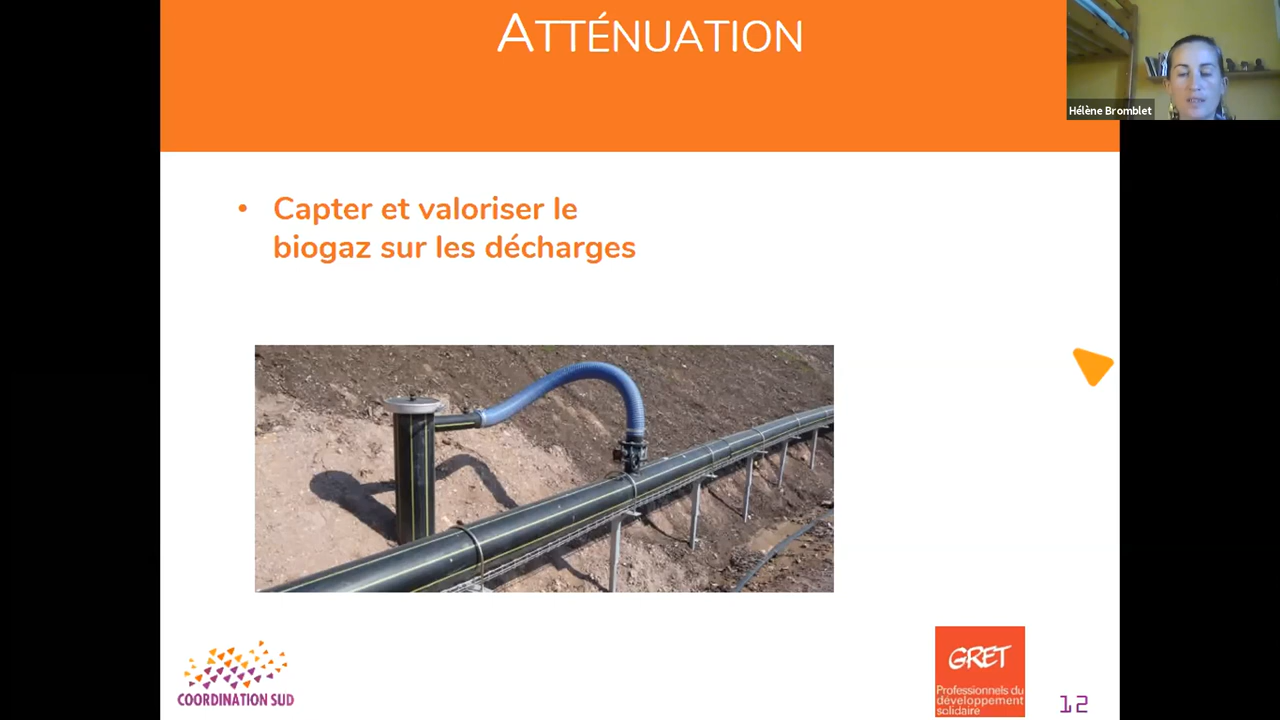 ATTÉNUATION
Hélène Bromblet
• Capter et valoriser le
biogaz sur les décharges
COORDINATION SUD
GRET
Professionnels du
développement
solidaire
12